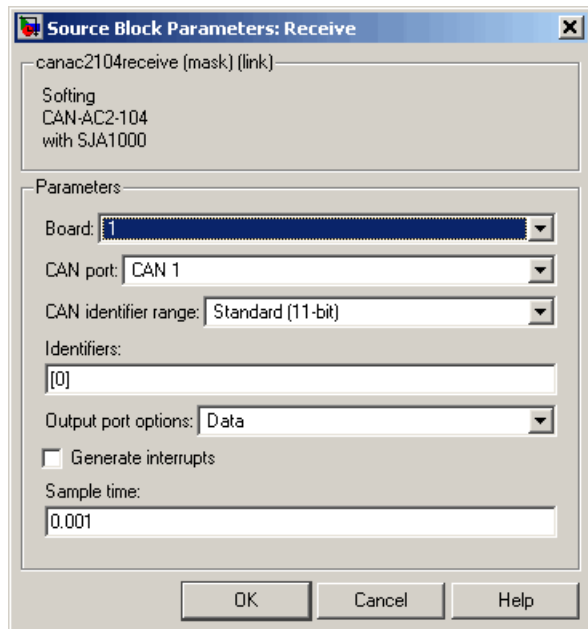 Source Block Parameters: Receive
canac2104receive (mask) (link)
Softing
CAN-AC2-104
with SJA1000
Parameters
Board: 1
CAN port: CAN 1
CAN identifier range: Standard (11-bit)
Identifiers:
[0]
Output port options: Data
Generate interrupts
Sample time:
0.001
OK Cancel Help